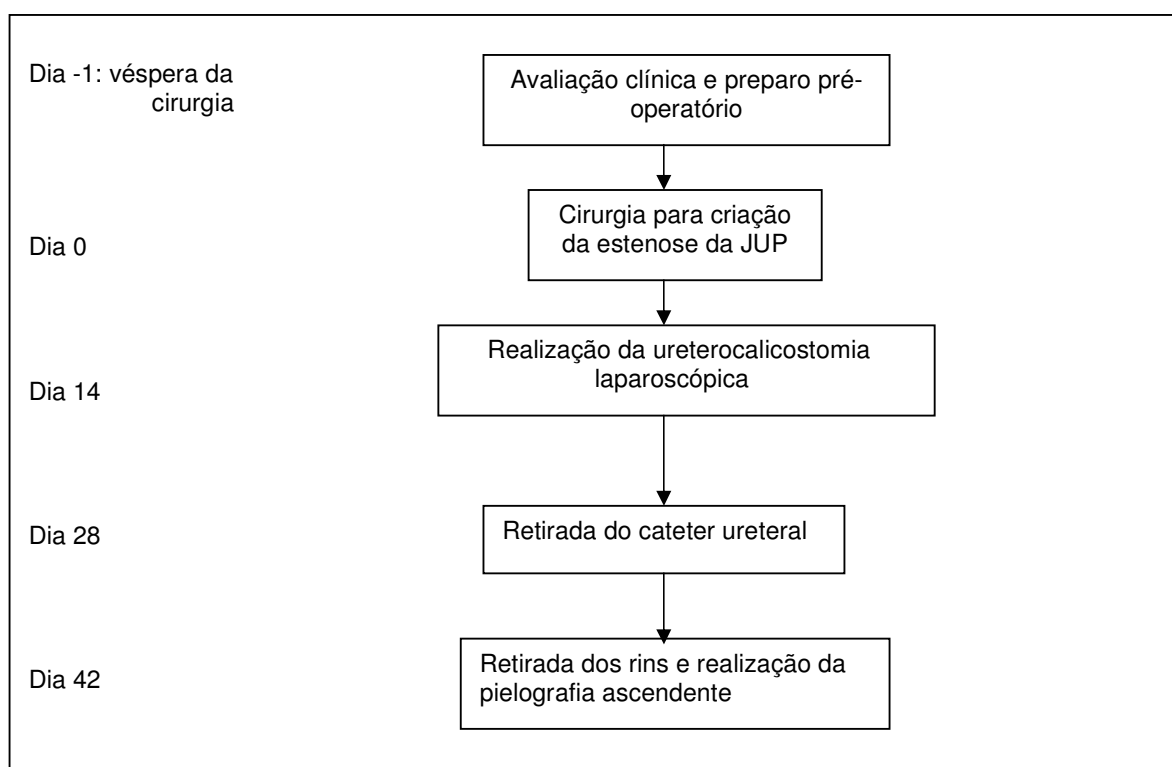 Dia -1: véspera da
cirurgia
Avaliação clínica e preparo pré-
operatório
Dia 0
Cirurgia para criação
da estenose da JUP
Dia 14
Realização da ureterocalicostomia
laparoscópica
Dia 28
Retirada do cateter ureteral
Dia 42
Retirada dos rins e realização da
pielografia ascendente